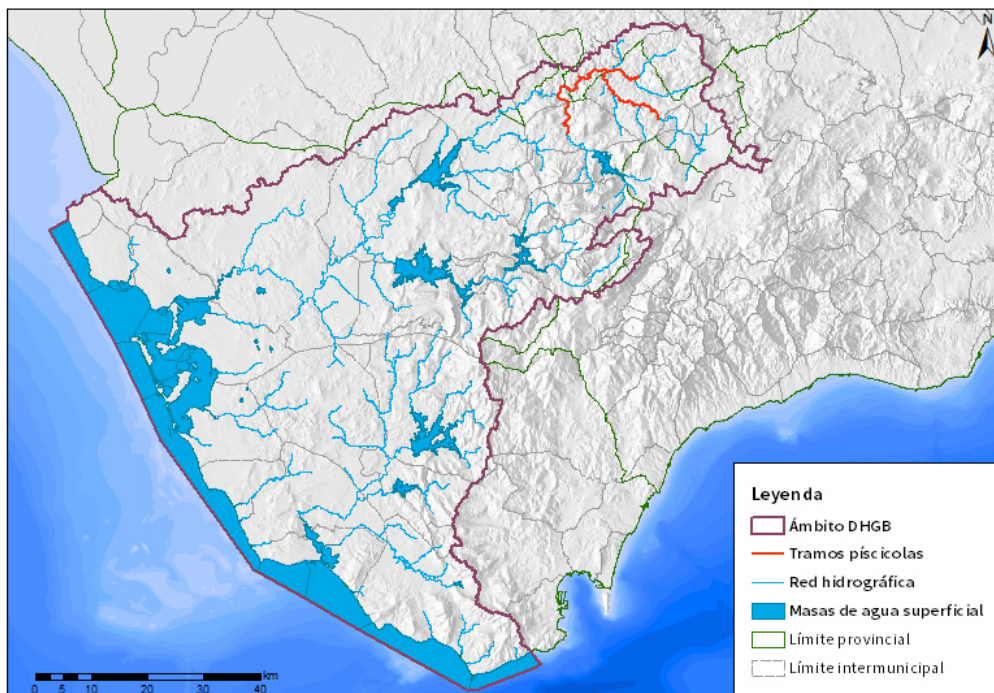 N
Leyenda
Ámbito DHGB
Tramos píscícolas
Red hidrográfica
Masas de agua superficial
Límite provincial
Límite intermunicipal
km
0 5 10 20 30 40